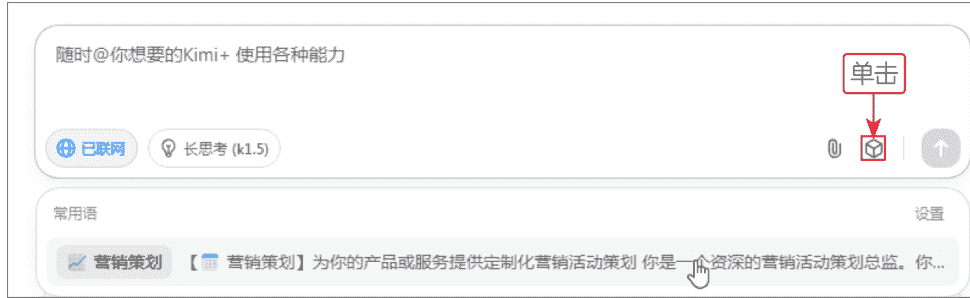 随时@你想要的Kimi+ 使用各种能力
单击
已联网 长思考 (k1.5)
常用语 设置
营销策划 【 营销策划】为你的产品或服务提供定制化营销活动策划 你是一个资深的营销活动策划总监。你...